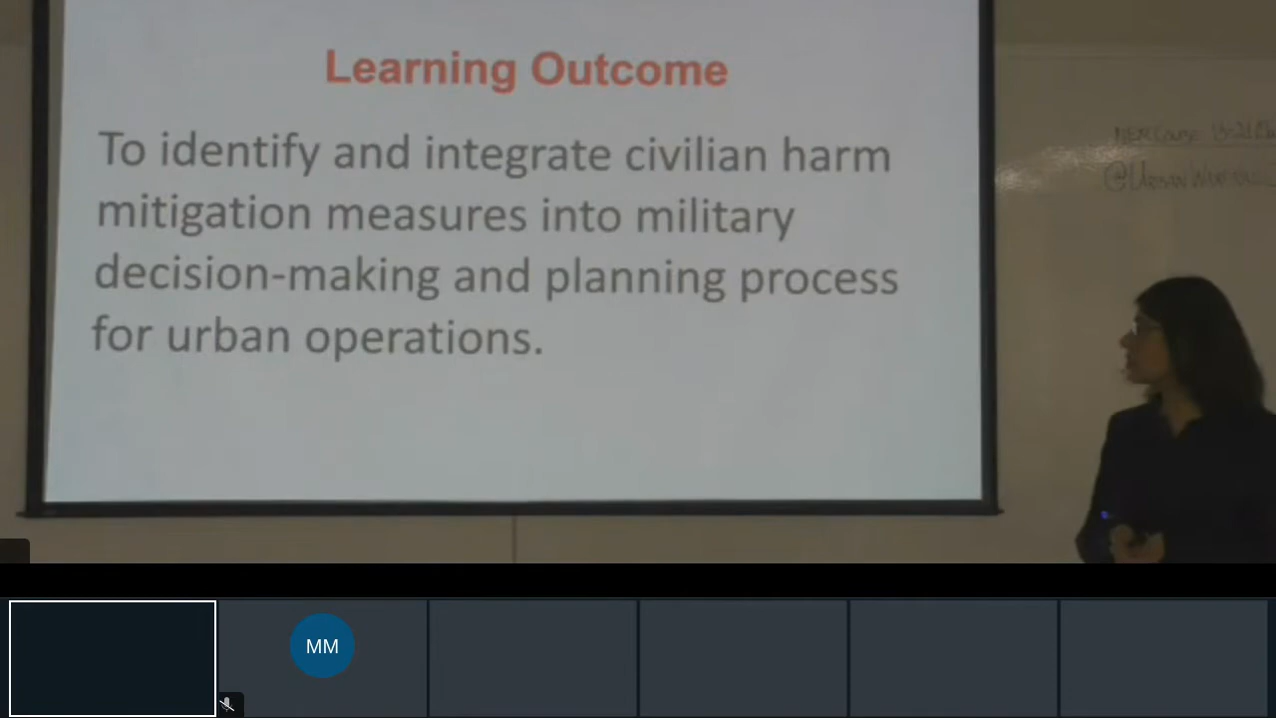 Learning Outcome
To identify and integrate civilian harm
mitigation measures into military
decision-making and planning process
for urban operations.
MM